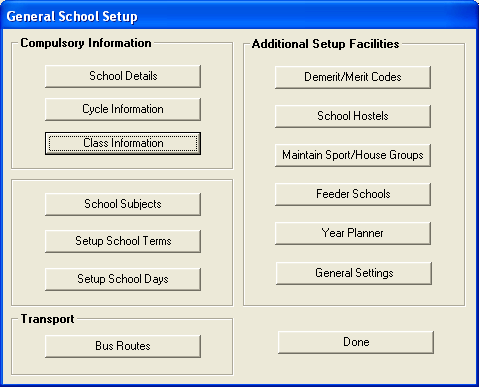 General School Setup
Compulsory Information
School Details
Cycle Information
Class Information
School Subjects
Setup School Terms
Setup School Days
Transport
Bus Routes
Additional Setup Facilities
Demerit/Merit Codes
School Hostels
Maintain Sport/House Groups
Feeder Schools
Year Planner
General Settings
Done